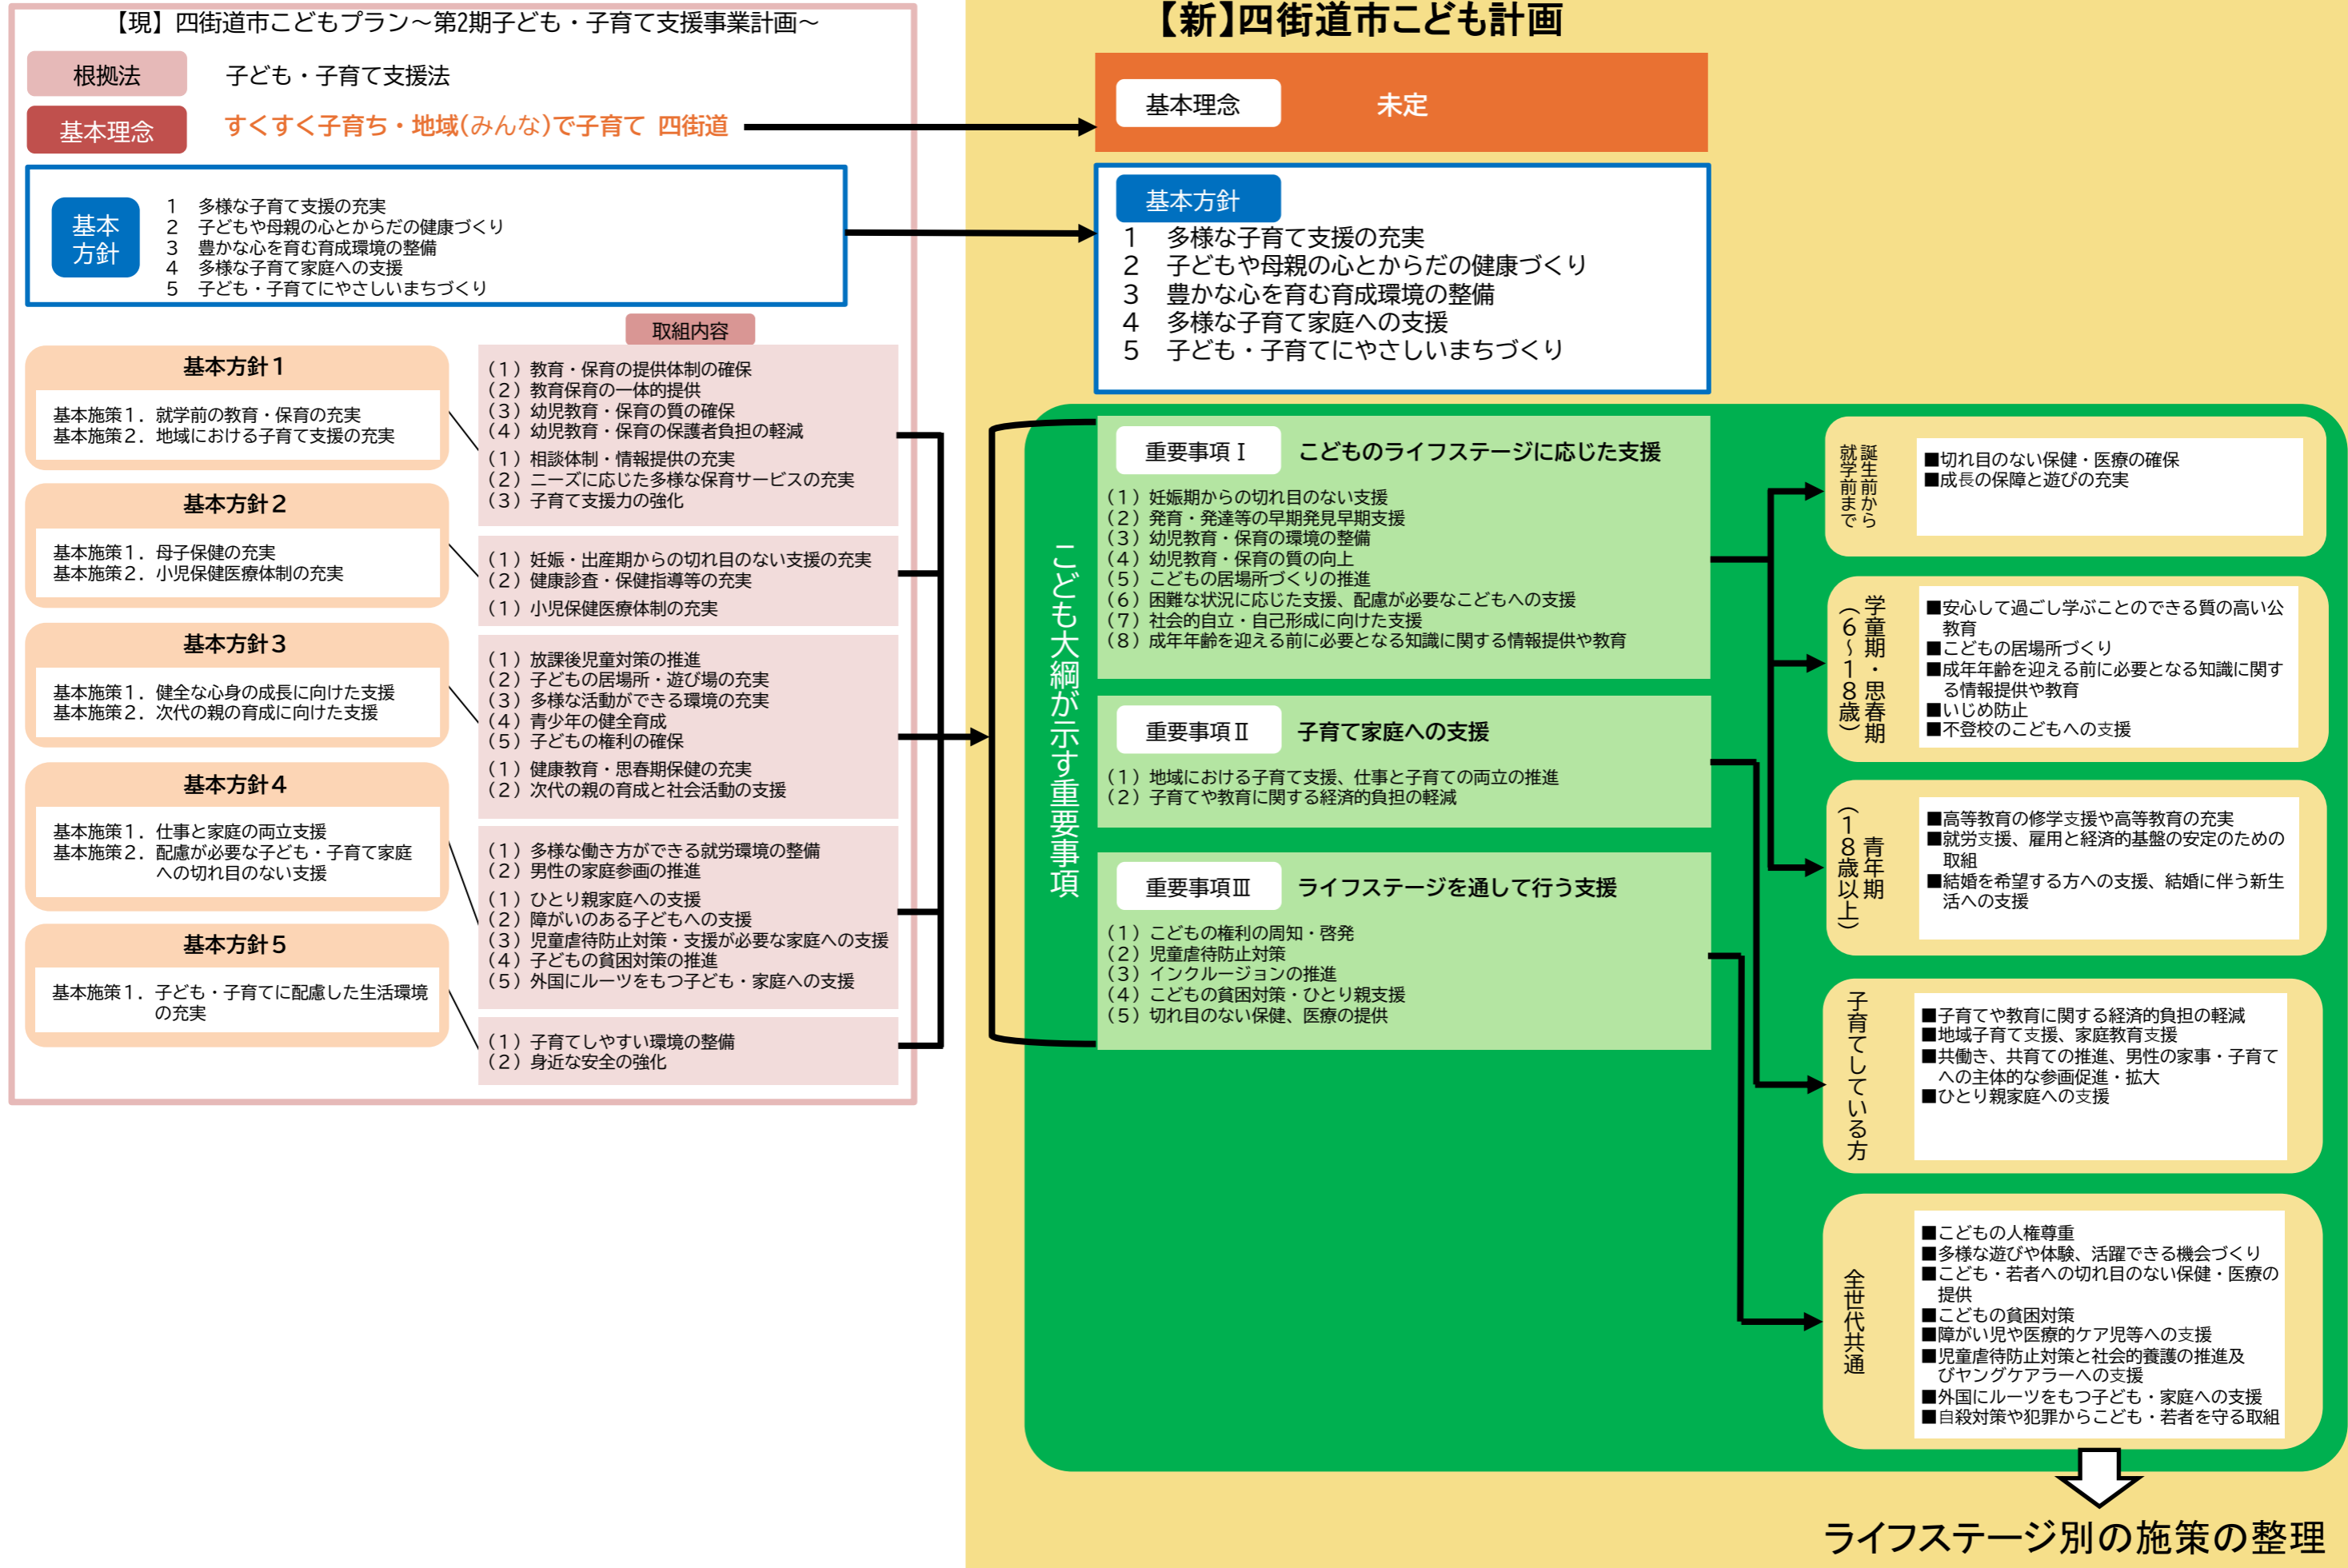 【現】四街道市こどもプラン～第2期子ども・子育て支援事業計画～
根拠法
子ども・子育て支援法
基本理念
すくすく子育ち・地域(みんな)で子育て 四街道
基本
方針
1 多様な子育て支援の充実
2 子どもや母親の心とからだの健康づくり
3 豊かな心を育む育成環境の整備
4 多様な子育て家庭への支援
5 子ども・子育てにやさしいまちづくり
取組内容
基本方針1
基本施策1．就学前の教育・保育の充実
基本施策2．地域における子育て支援の充実
（1）教育・保育の提供体制の確保
（2）教育保育の一体的提供
（3）幼児教育・保育の質の確保
（4）幼児教育・保育の保護者負担の軽減
（1）相談体制・情報提供の充実
（2）ニーズに応じた多様な保育サービスの充実
（3）子育て支援力の強化
基本方針2
基本施策1．母子保健の充実
基本施策2．小児保健医療体制の充実
（1）妊娠・出産期からの切れ目のない支援の充実
（2）健康診査・保健指導等の充実
（1）小児保健医療体制の充実
基本方針3
基本施策1．健全な心身の成長に向けた支援
基本施策2．次代の親の育成に向けた支援
（1）放課後児童対策の推進
（2）子どもの居場所・遊び場の充実
（3）多様な活動ができる環境の充実
（4）青少年の健全育成
（5）子どもの権利の確保
（1）健康教育・思春期保健の充実
（2）次代の親の育成と社会活動の支援
基本方針4
基本施策1．仕事と家庭の両立支援
基本施策2．配慮が必要な子ども・子育て家庭
への切れ目のない支援
（1）多様な働き方ができる就労環境の整備
（2）男性の家庭参画の推進
（1）ひとり親家庭への支援
（2）障がいのある子どもへの支援
（3）児童虐待防止対策・支援が必要な家庭への支援
（4）子どもの貧困対策の推進
（5）外国にルーツをもつ子ども・家庭への支援
基本方針5
基本施策1．子ども・子育てに配慮した生活環境
の充実
（1）子育てしやすい環境の整備
（2）身近な安全の強化
【新】四街道市こども計画
基本理念
未定
基本方針
1 多様な子育て支援の充実
2 子どもや母親の心とからだの健康づくり
3 豊かな心を育む育成環境の整備
4 多様な子育て家庭への支援
5 子ども・子育てにやさしいまちづくり
こども大綱が示す重要事項
重要事項Ⅰ
こどものライフステージに応じた支援
（1）妊娠期からの切れ目のない支援
（2）発育・発達等の早期発見早期支援
（3）幼児教育・保育の環境の整備
（4）幼児教育・保育の質の向上
（5）こどもの居場所づくりの推進
（6）困難な状況に応じた支援、配慮が必要なこどもへの支援
（7）社会的自立・自己形成に向けた支援
（8）成年年齢を迎える前に必要となる知識に関する情報提供や教育
重要事項Ⅱ
子育て家庭への支援
（1）地域における子育て支援、仕事と子育ての両立の推進
（2）子育てや教育に関する経済的負担の軽減
重要事項Ⅲ
ライフステージを通して行う支援
（1）こどもの権利の周知・啓発
（2）児童虐待防止対策
（3）インクルージョンの推進
（4）こどもの貧困対策・ひとり親支援
（5）切れ目のない保健、医療の提供
誕生前から
就学前まで
■切れ目のない保健・医療の確保
■成長の保障と遊びの充実
学童期・思春期
（6～18歳）
■安心して過ごし学ぶことのできる質の高い公
教育
■こどもの居場所づくり
■成年年齢を迎える前に必要となる知識に関す
る情報提供や教育
■いじめ防止
■不登校のこどもへの支援
青年期
（18歳以上）
■高等教育の修学支援や高等教育の充実
■就労支援、雇用と経済的基盤の安定のための
取組
■結婚を希望する方への支援、結婚に伴う新生
活への支援
子育てしている方
■子育てや教育に関する経済的負担の軽減
■地域子育て支援、家庭教育支援
■共働き、共育ての推進、男性の家事・子育て
への主体的な参画促進・拡大
■ひとり親家庭への支援
全世代共通
■こどもの人権尊重
■多様な遊びや体験、活躍できる機会づくり
■こども・若者への切れ目のない保健・医療の
提供
■こどもの貧困対策
■障がい児や医療的ケア児等への支援
■児童虐待防止対策と社会的養護の推進及
びヤングケアラーへの支援
■外国にルーツをもつ子ども・家庭への支援
■自殺対策や犯罪からこども・若者を守る取組
ライフステージ別の施策の整理